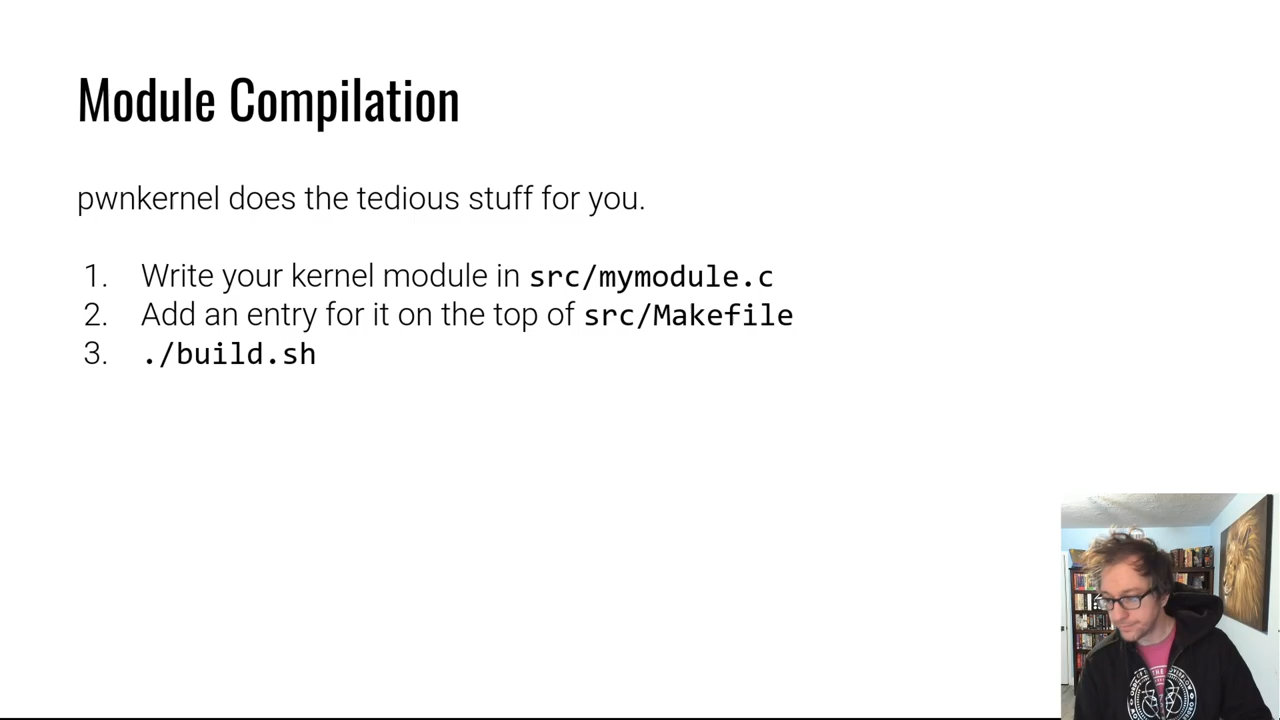 Module Compilation
pwnkernel does the tedious stuff for you.
1. Write your kernel module in src/mymodule.c
2. Add an entry for it on the top of src/Makefile
3. ./build.sh